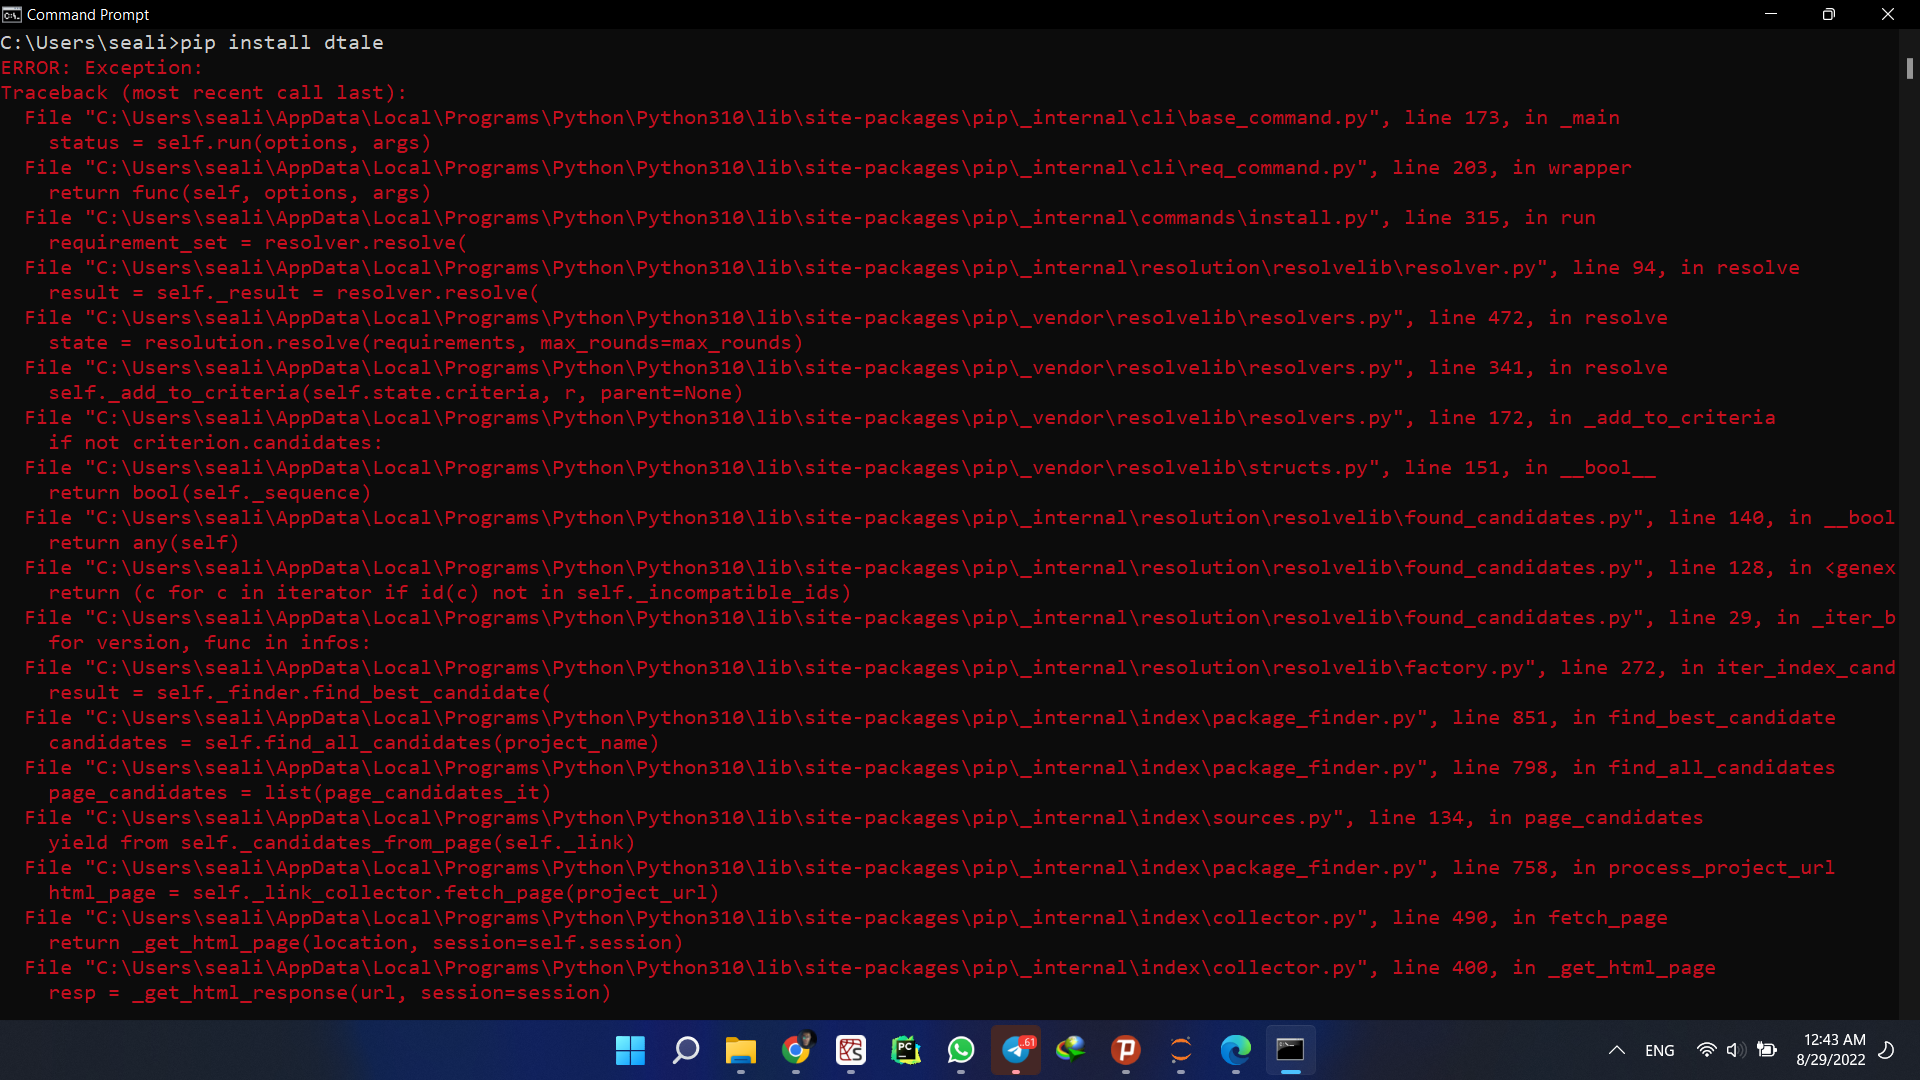 Command Prompt
C:\Users\seali>pip install dtale
ERROR: Exception:
Traceback (most recent call last):
  File "C:\Users\seali\AppData\Local\Programs\Python\Python310\lib\site-packages\pip\_internal\cli\base_command.py", line 173, in _main
    status = self.run(options, args)
  File "C:\Users\seali\AppData\Local\Programs\Python\Python310\lib\site-packages\pip\_internal\cli\req_command.py", line 203, in wrapper
    return func(self, options, args)
  File "C:\Users\seali\AppData\Local\Programs\Python\Python310\lib\site-packages\pip\_internal\commands\install.py", line 315, in run
    requirement_set = resolver.resolve(
  File "C:\Users\seali\AppData\Local\Programs\Python\Python310\lib\site-packages\pip\_internal\resolution\resolvelib\resolver.py", line 94, in resolve
    result = self._result = resolver.resolve(
  File "C:\Users\seali\AppData\Local\Programs\Python\Python310\lib\site-packages\pip\_vendor\resolvelib\resolvers.py", line 472, in resolve
    state = resolution.resolve(requirements, max_rounds=max_rounds)
  File "C:\Users\seali\AppData\Local\Programs\Python\Python310\lib\site-packages\pip\_vendor\resolvelib\resolvers.py", line 341, in resolve
    self._add_to_criteria(self.state.criteria, r, parent=None)
  File "C:\Users\seali\AppData\Local\Programs\Python\Python310\lib\site-packages\pip\_vendor\resolvelib\resolvers.py", line 172, in _add_to_criteria
    if not criterion.candidates:
  File "C:\Users\seali\AppData\Local\Programs\Python\Python310\lib\site-packages\pip\_vendor\resolvelib\structs.py", line 151, in __bool__
    return bool(self._sequence)
  File "C:\Users\seali\AppData\Local\Programs\Python\Python310\lib\site-packages\pip\_internal\resolution\resolvelib\found_candidates.py", line 140, in __bool
    return any(self)
  File "C:\Users\seali\AppData\Local\Programs\Python\Python310\lib\site-packages\pip\_internal\resolution\resolvelib\found_candidates.py", line 128, in <genex
    return (c for c in iterator if id(c) not in self._incompatible_ids)
  File "C:\Users\seali\AppData\Local\Programs\Python\Python310\lib\site-packages\pip\_internal\resolution\resolvelib\found_candidates.py", line 29, in _iter_b
    for version, func in infos:
  File "C:\Users\seali\AppData\Local\Programs\Python\Python310\lib\site-packages\pip\_internal\resolution\resolvelib\factory.py", line 272, in iter_index_cand
    result = self._finder.find_best_candidate(
  File "C:\Users\seali\AppData\Local\Programs\Python\Python310\lib\site-packages\pip\_internal\index\package_finder.py", line 851, in find_best_candidate
    candidates = self.find_all_candidates(project_name)
  File "C:\Users\seali\AppData\Local\Programs\Python\Python310\lib\site-packages\pip\_internal\index\package_finder.py", line 798, in find_all_candidates
    page_candidates = list(page_candidates_it)
  File "C:\Users\seali\AppData\Local\Programs\Python\Python310\lib\site-packages\pip\_internal\index\sources.py", line 134, in page_candidates
    yield from self._candidates_from_page(self._link)
  File "C:\Users\seali\AppData\Local\Programs\Python\Python310\lib\site-packages\pip\_internal\index\package_finder.py", line 758, in process_project_url
    html_page = self._link_collector.fetch_page(project_url)
  File "C:\Users\seali\AppData\Local\Programs\Python\Python310\lib\site-packages\pip\_internal\index\collector.py", line 490, in fetch_page
    return _get_html_page(location, session=self.session)
  File "C:\Users\seali\AppData\Local\Programs\Python\Python310\lib\site-packages\pip\_internal\index\collector.py", line 400, in _get_html_page
    resp = _get_html_response(url, session=session)
PC
61
ENG
12:43 AM
8/29/2022